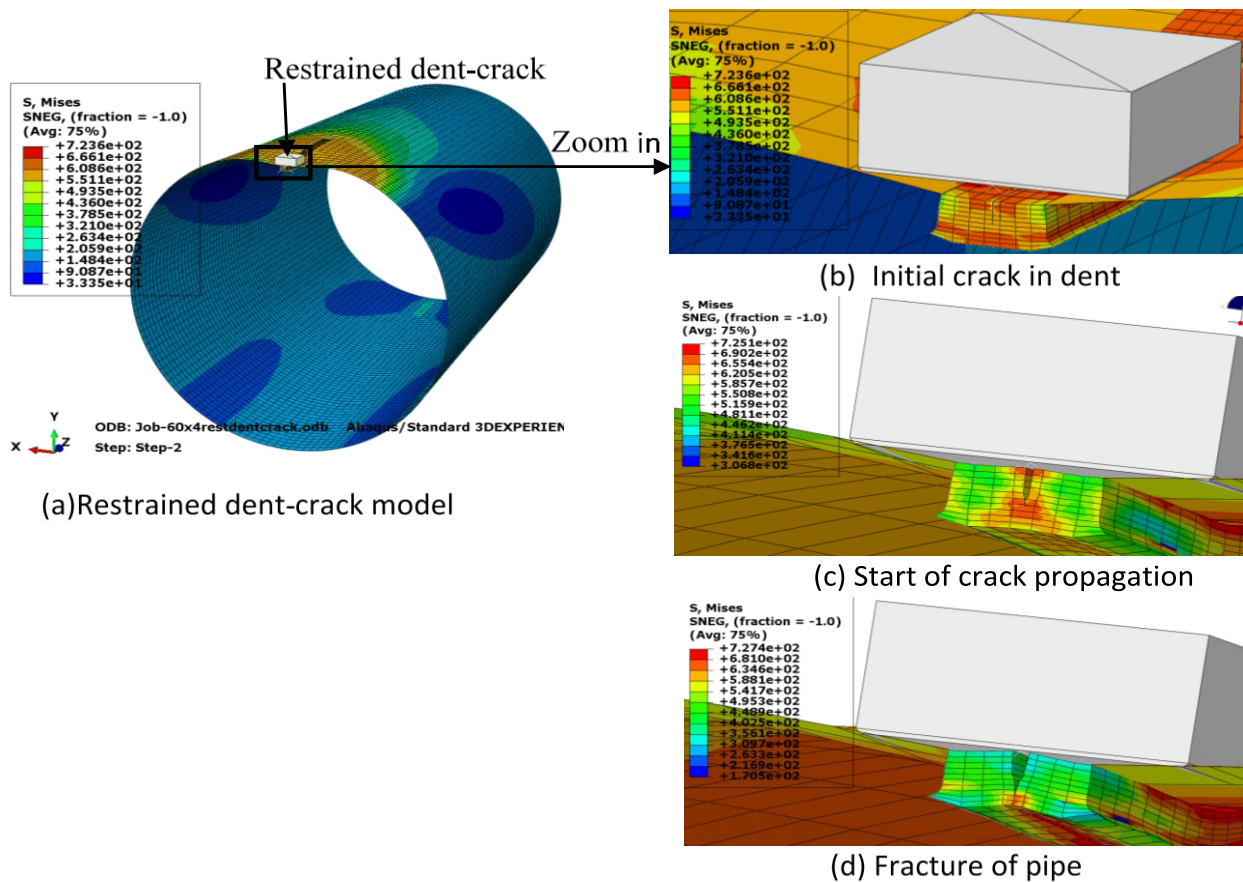 Restrained dent-crack
S, Mises
SNEG, (fraction = -1.0)
(Avg: 75%)
+7.236e+02
+6.661e+02
+6.086e+02
+5.511e+02
+4.935e+02
+4.360e+02
+3.785e+02
+3.210e+02
+2.634e+02
+2.059e+02
+1.484e+02
+9.087e+01
+3.335e+01
Zoom in
Y
X
Z
ODB: Job-60x4restdentcrack.odb Abaqus/Standard 3DEXPERIEN
Step: Step-2
(a)Restrained dent-crack model
S, Mises
SNEG, (fraction = -1.0)
(Avg: 75%)
+7.236e+02
+6.661e+02
+6.086e+02
+5.511e+02
+4.935e+02
+4.360e+02
+3.785e+02
+3.210e+02
+2.634e+02
+2.059e+02
+1.484e+02
+9.087e+01
+3.335e+01
(b) Initial crack in dent
S, Mises
SNEG, (fraction = -1.0)
(Avg: 75%)
+7.251e+02
+6.902e+02
+6.554e+02
+6.205e+02
+5.857e+02
+5.508e+02
+5.159e+02
+4.811e+02
+4.462e+02
+4.114e+02
+3.765e+02
+3.416e+02
+3.068e+02
(c) Start of crack propagation
S, Mises
SNEG, (fraction = -1.0)
(Avg: 75%)
+7.274e+02
+6.810e+02
+6.346e+02
+5.881e+02
+5.417e+02
+4.953e+02
+4.489e+02
+4.025e+02
+3.561e+02
+3.097e+02
+2.633e+02
+2.169e+02
+1.705e+02
(d) Fracture of pipe